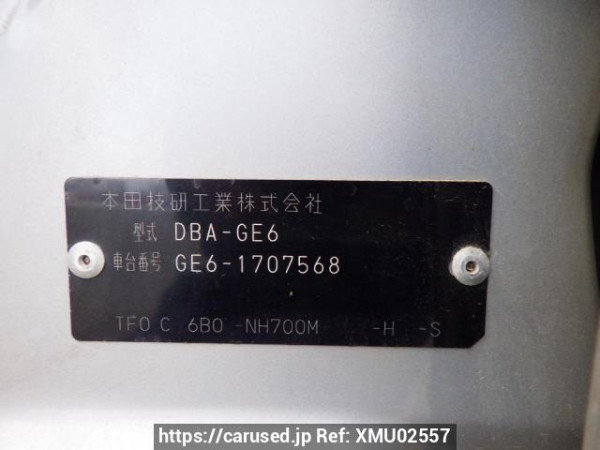 本田技研工業株式会社
型式 DBA-GE6
車台番号 GE6-1707568
TF0 C 6B0 -NH700M -H -S
https://carused.jp Ref: XMU02557